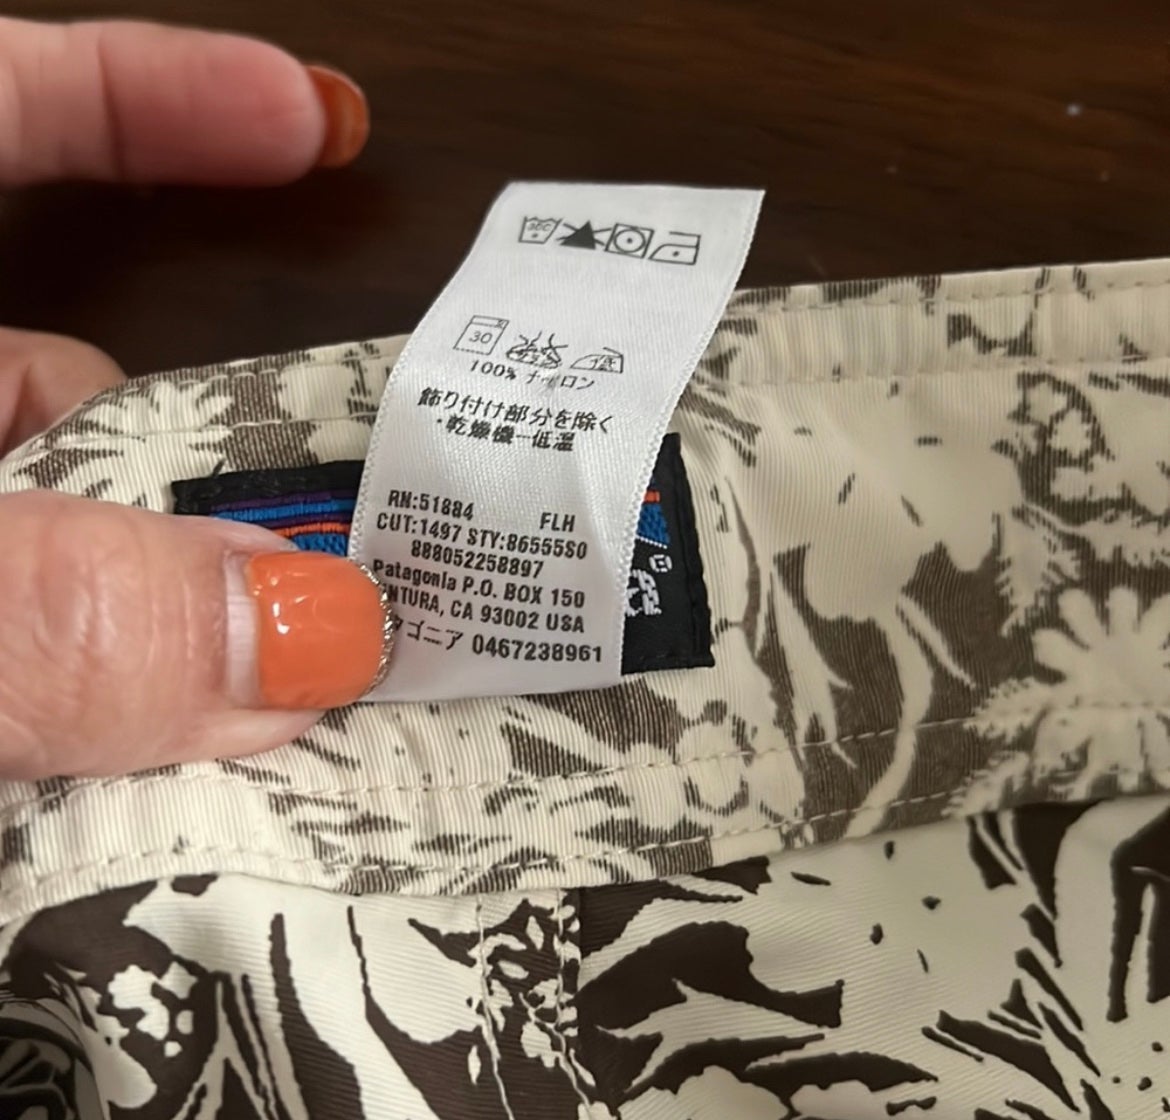 30
低
100% ナイロン
飾り付け部分を除く
・乾燥機ー低温
RN:51884 FLH
CUT:1497 STY:86555S0
888052258897
Patagonia P.O. BOX 150
NTURA, CA 93002 USA
タゴニア 0467238961